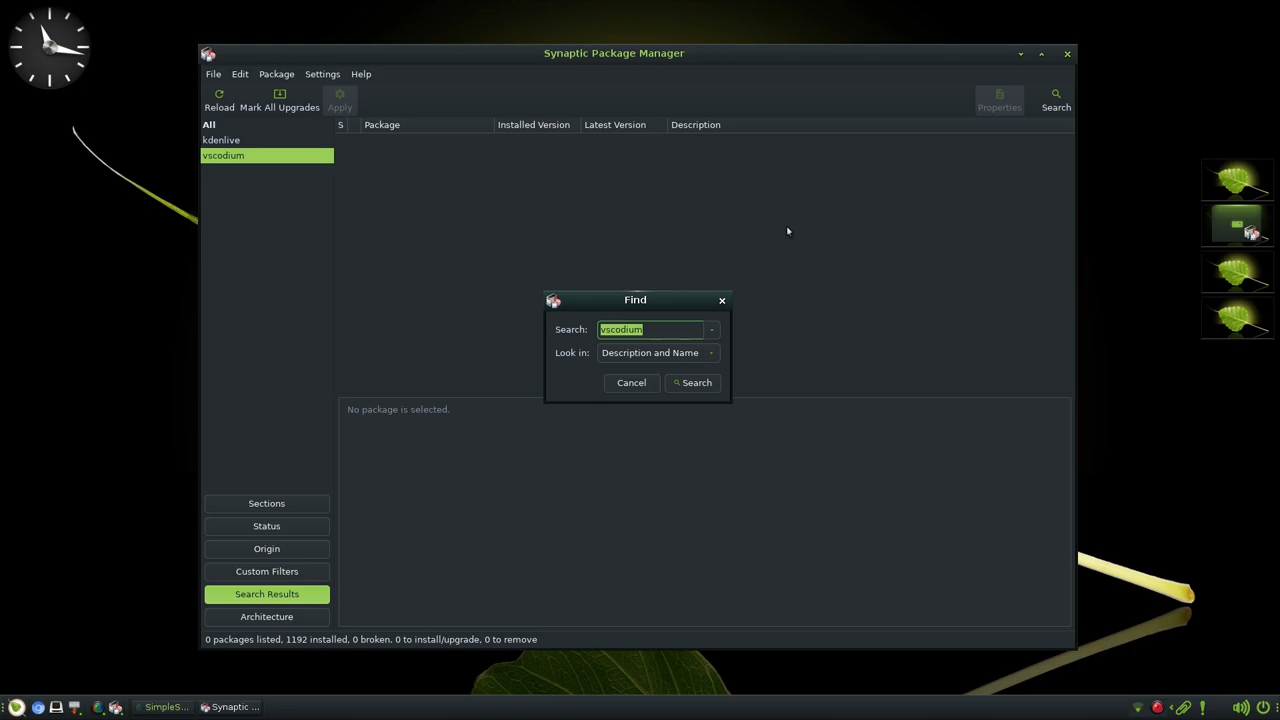 Synaptic Package Manager
File Edit Package Settings Help
Reload Mark All Upgrades Apply Properties Search
All
S Package Installed Version Latest Version Description
kdenlive
vscodium
Find
Search: vscodium
Look in: Description and Name
Cancel Search
No package is selected.
Sections
Status
Origin
Custom Filters
Search Results
Architecture
0 packages listed, 1192 installed, 0 broken. 0 to install/upgrade, 0 to remove
SimpleS... Synaptic ...